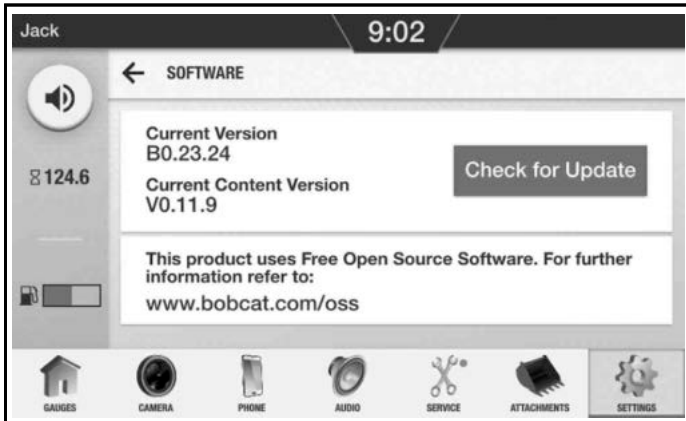 Jack
9:02
SOFTWARE
Current Version
B0.23.24
Current Content Version
V0.11.9
Check for Update
124.6
This product uses Free Open Source Software. For further
information refer to:
www.bobcat.com/oss
GAUGES
CAMERA
PHONE
AUDIO
SERVICE
ATTACHMENTS
SETTINGS